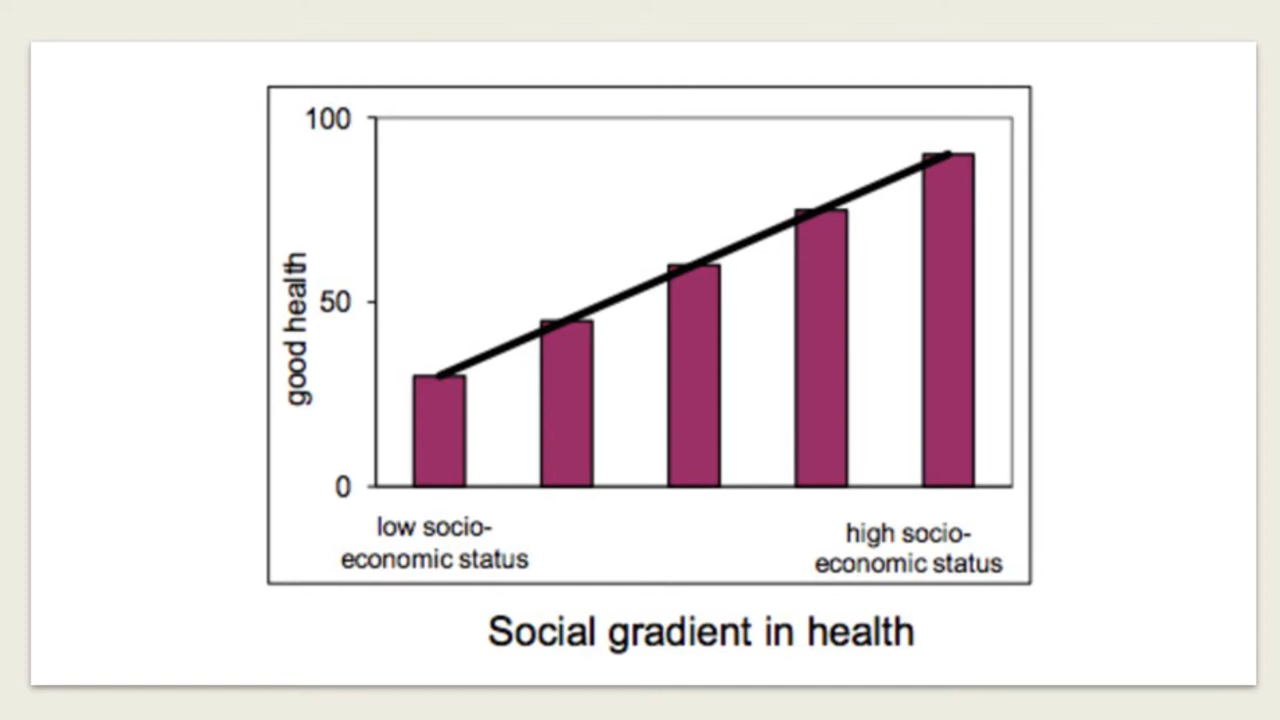 100
50
0
good health
low socio-
economic status
high socio-
economic status
Social gradient in health